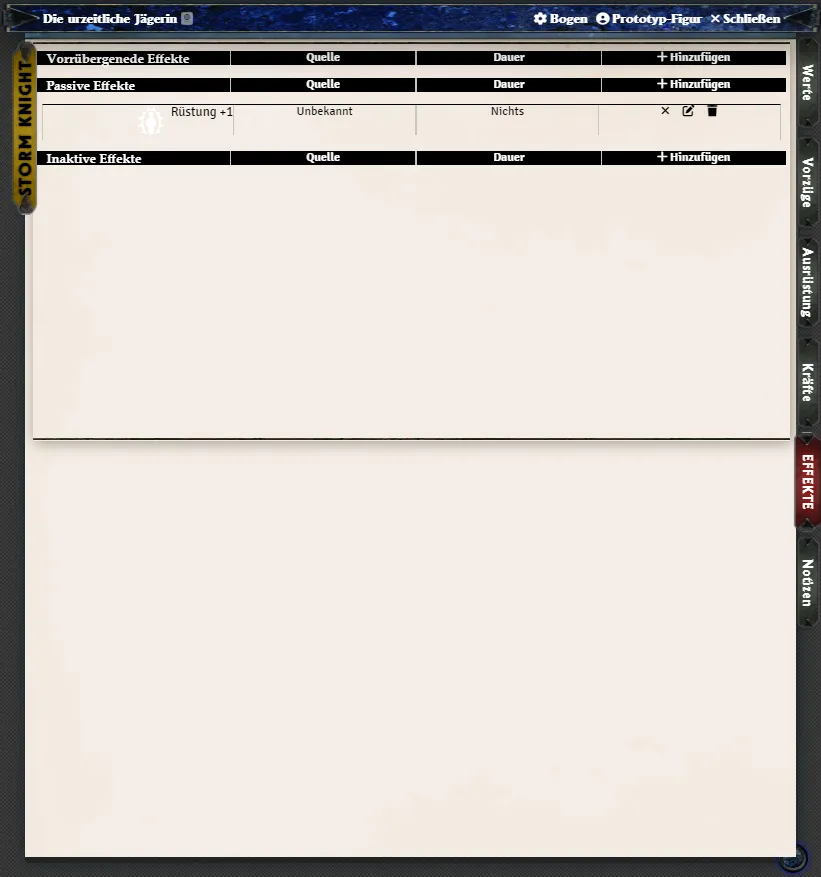 Die urzeitliche Jägerin
Bogen Prototyp-Figur Schließen
STORM KNIGHT
Vorrübergenede Effekte Quelle Dauer Hinzufügen
Passive Effekte Quelle Dauer Hinzufügen
Rüstung +1 Unbekannt Nichts
Inaktive Effekte Quelle Dauer Hinzufügen
Werte
Vorzüge
Ausrüstung
Kräfte
EFFEKTE
Notizen